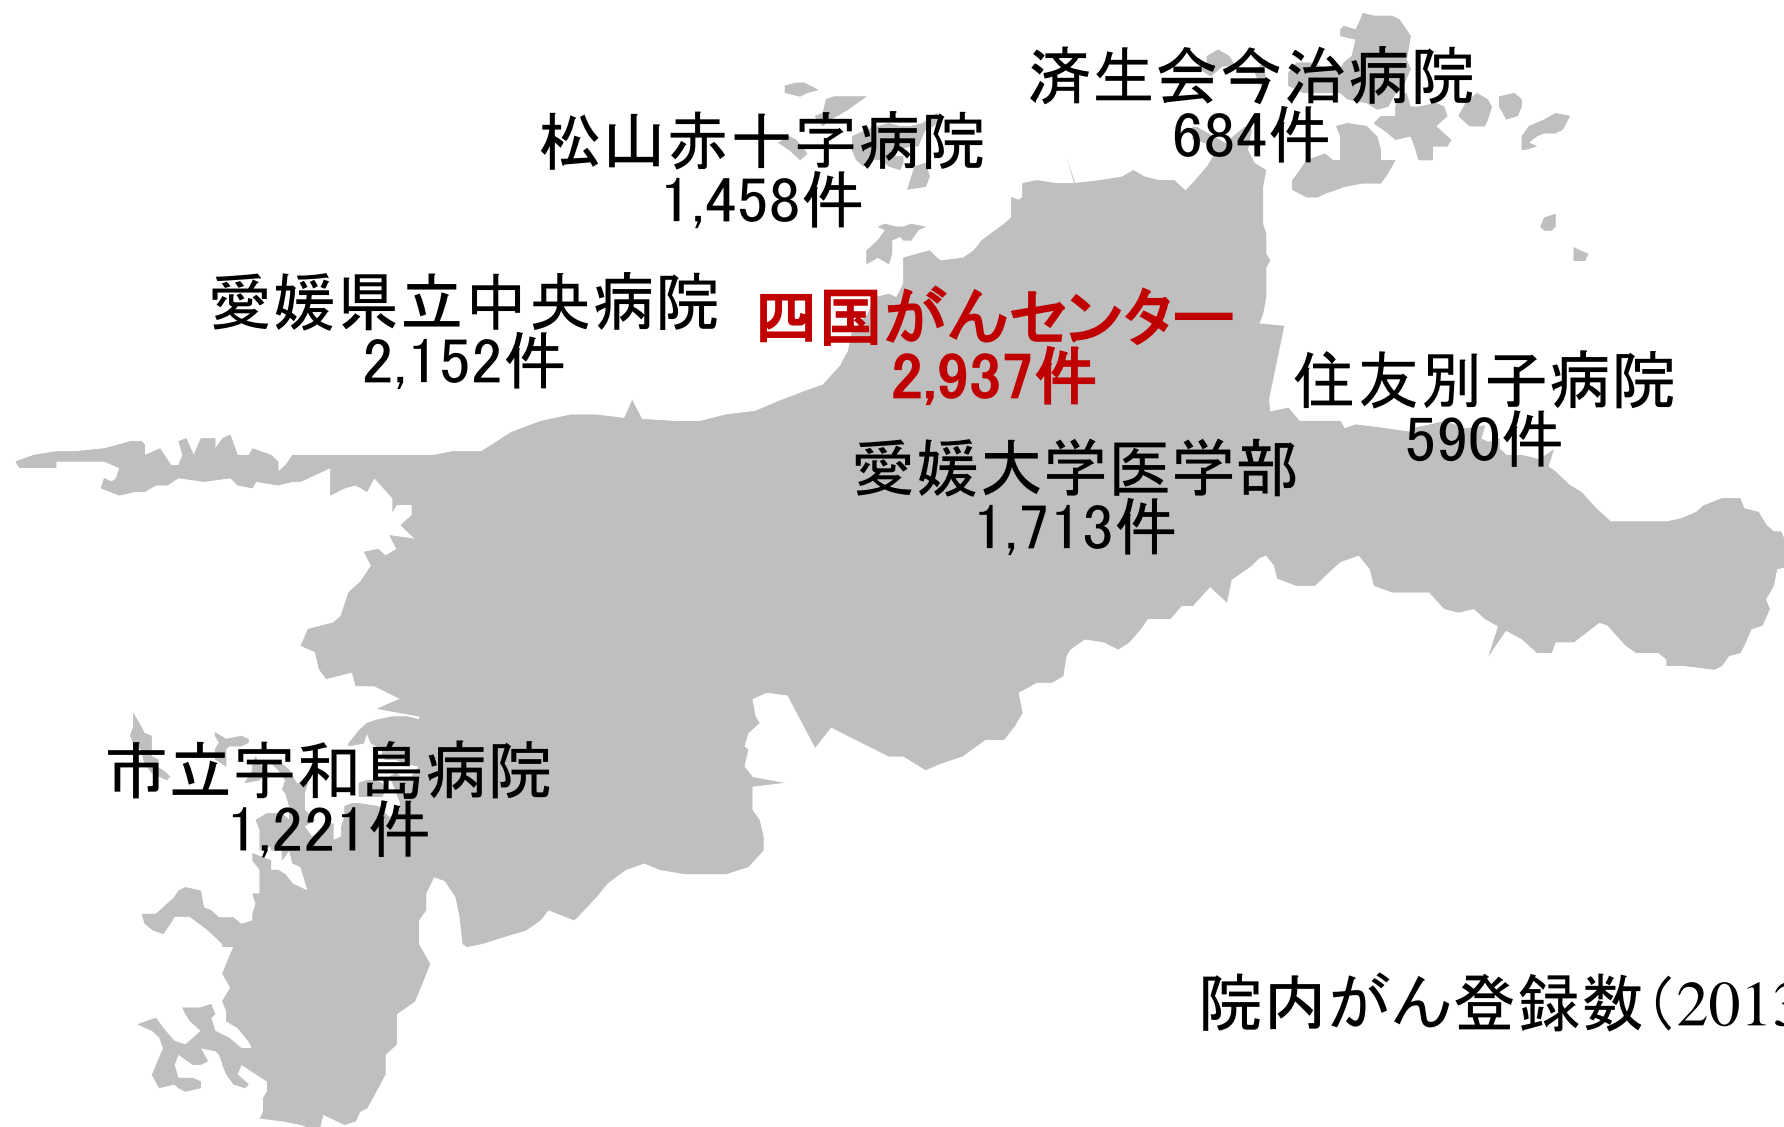 済生会今治病院
684件
松山赤十字病院
1,458件
愛媛県立中央病院
2,152件
四国がんセンター
2,937件
住友別子病院
590件
愛媛大学医学部
1,713件
市立宇和島病院
1,221件
院内がん登録数（2013